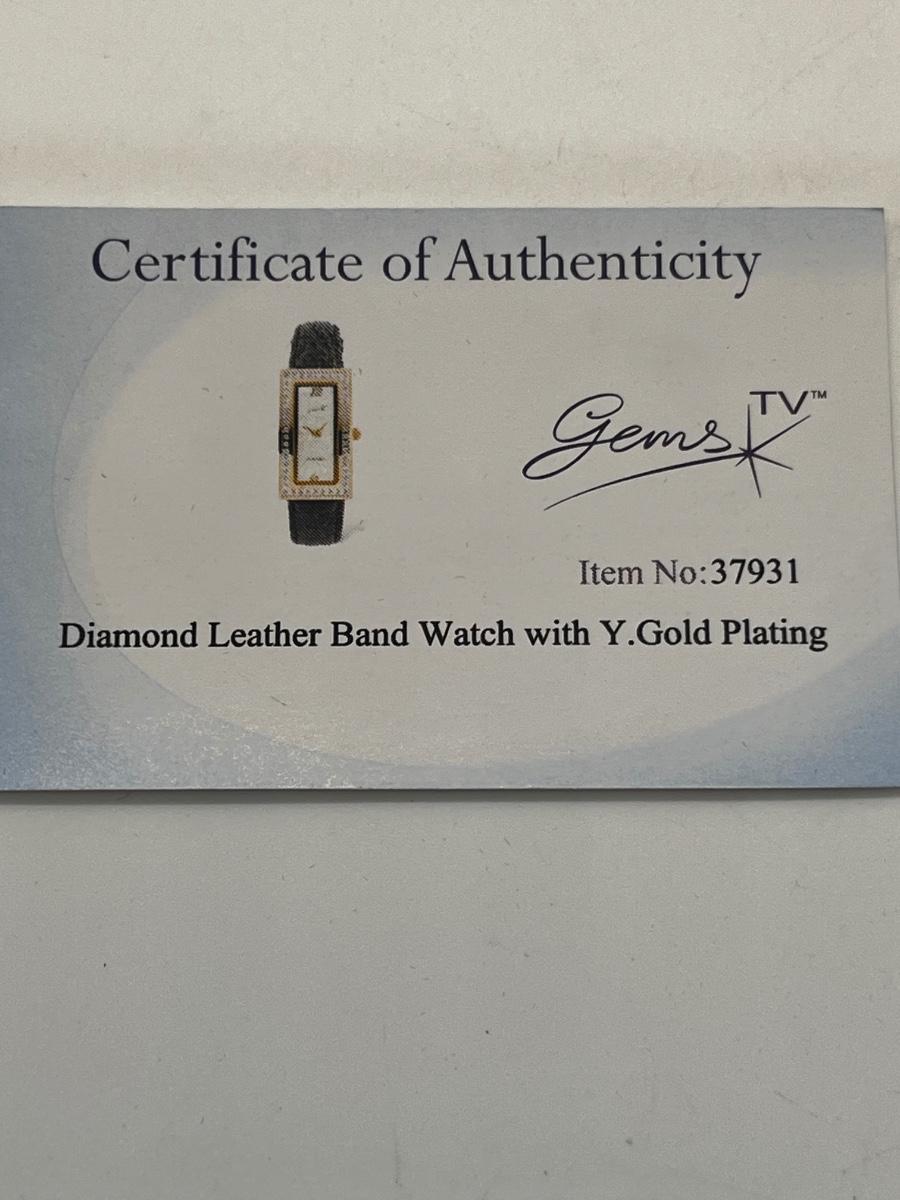 Certificate of Authenticity
Gems TV™
Item No:37931
Diamond Leather Band Watch with Y.Gold Plating